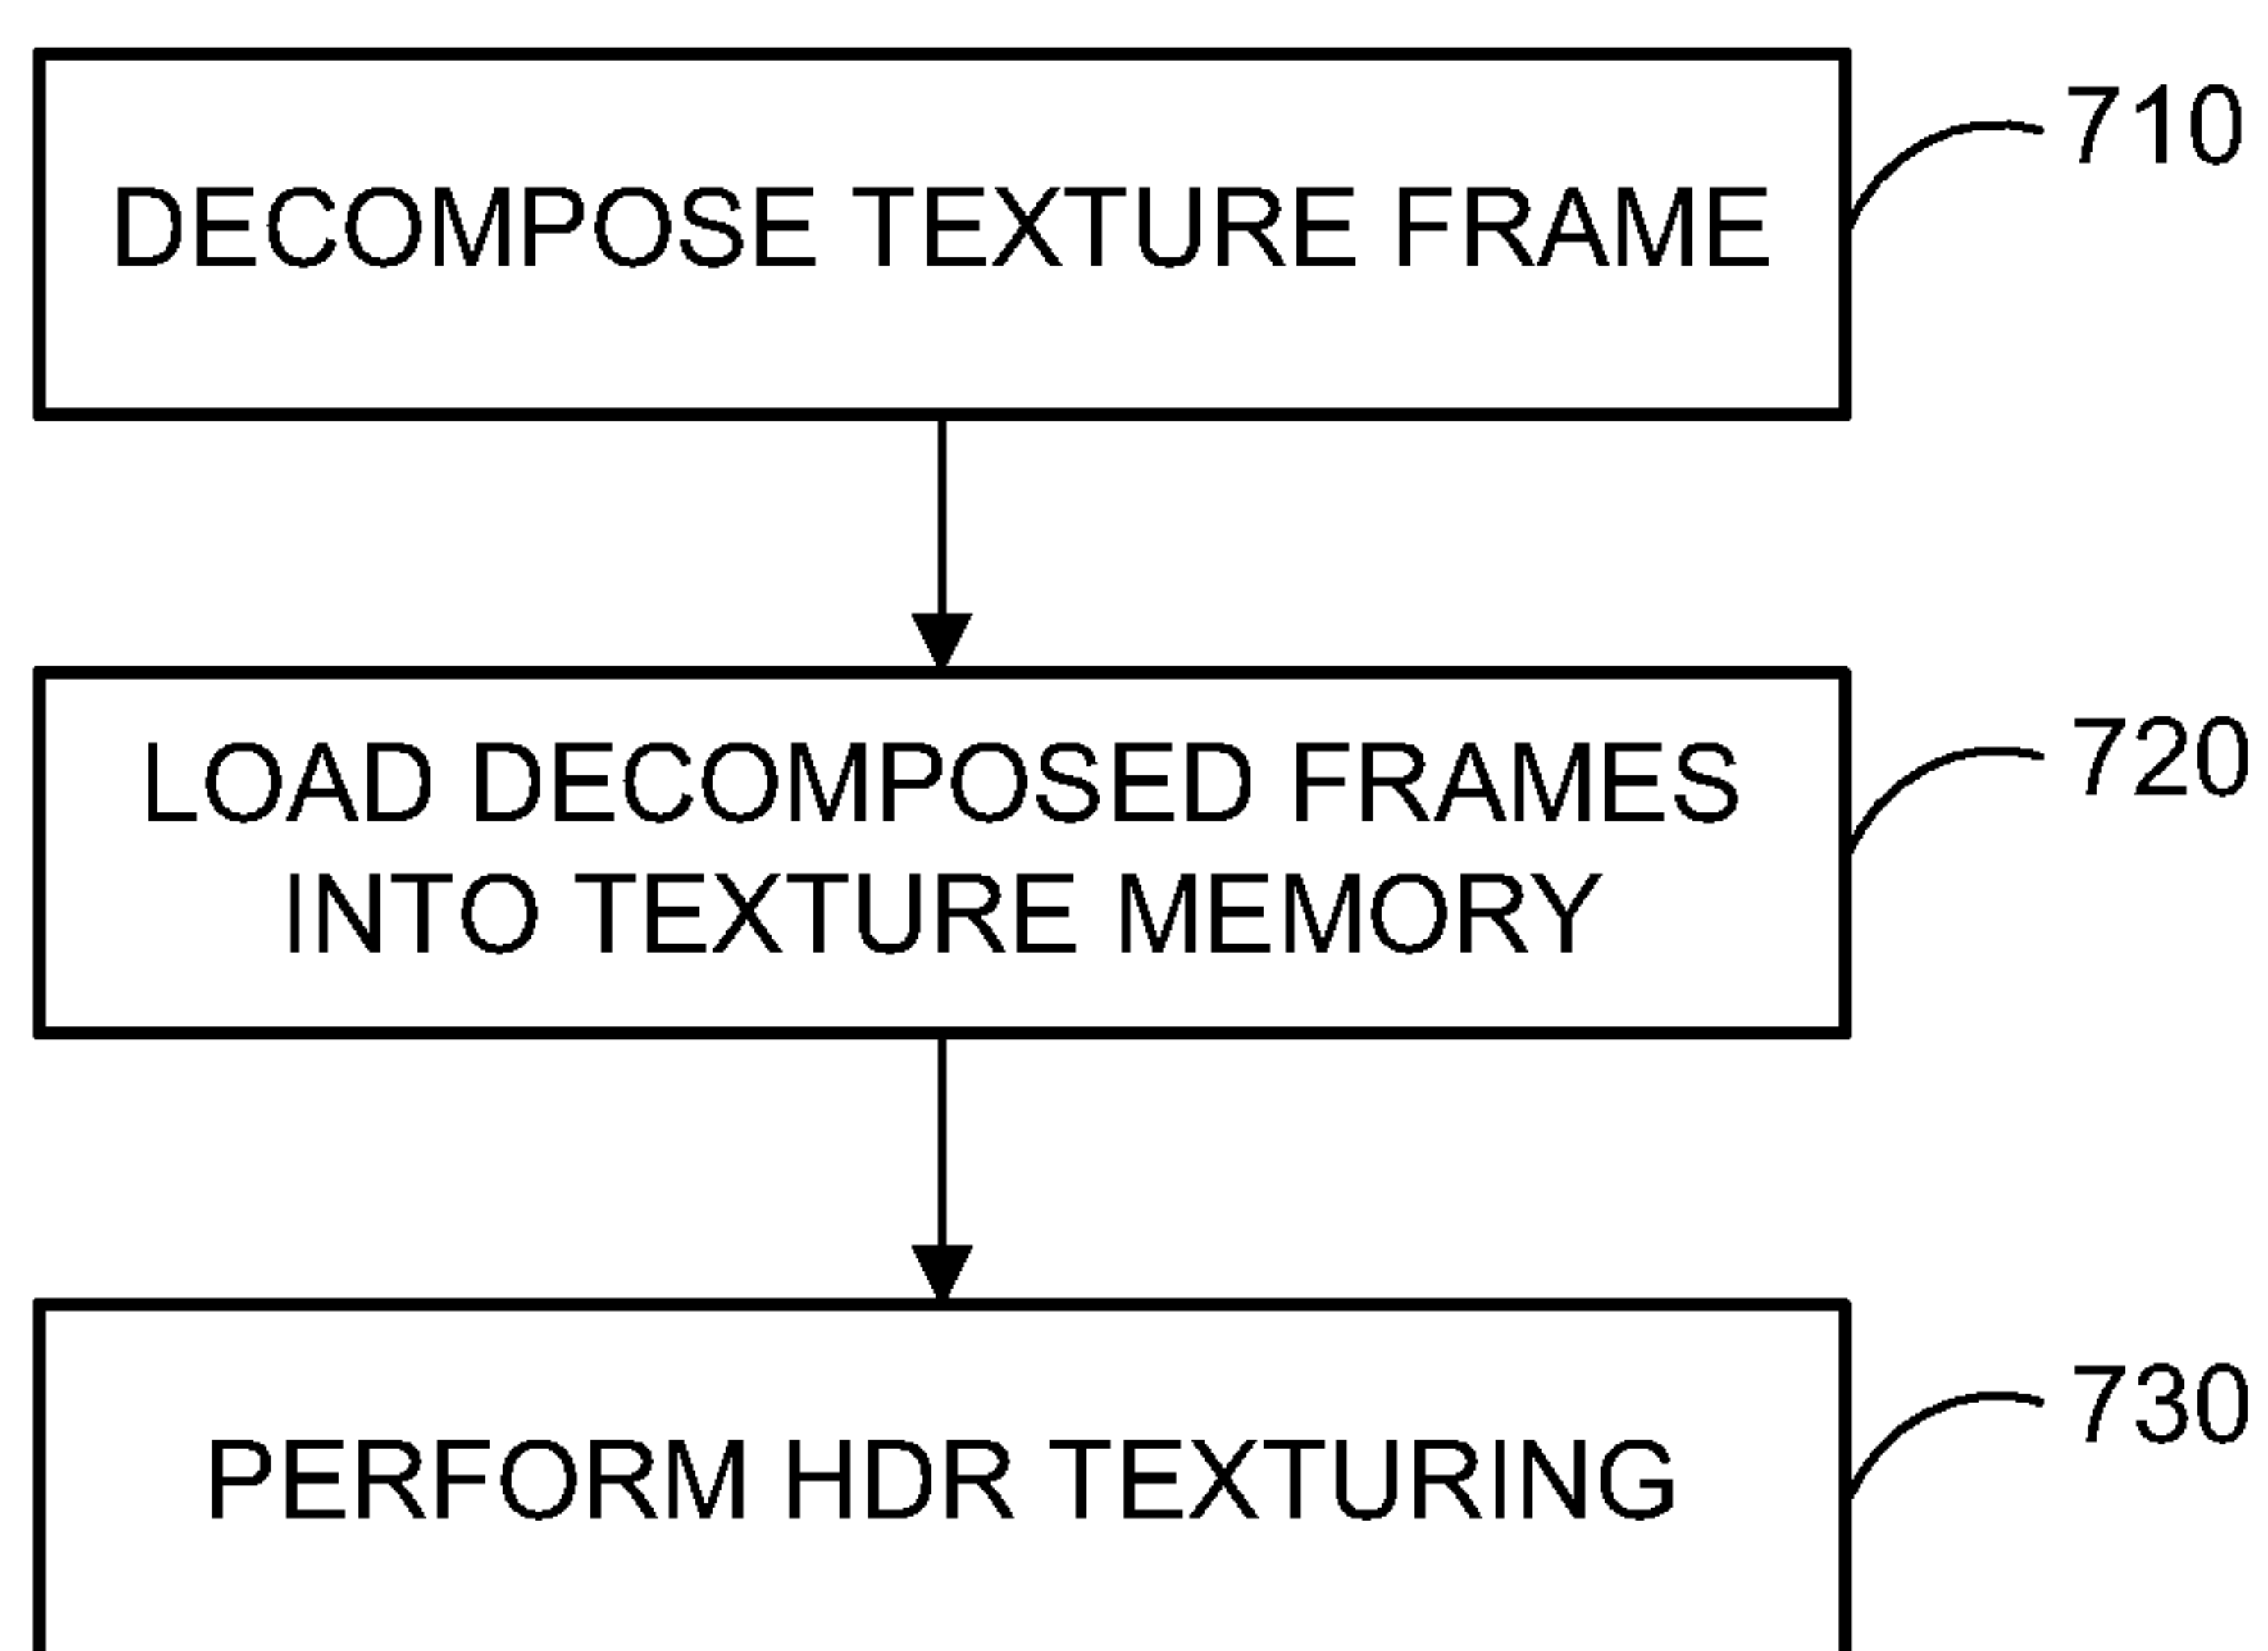 710
DECOMPOSE TEXTURE FRAME
720
LOAD DECOMPOSED FRAMES
INTO TEXTURE MEMORY
730
PERFORM HDR TEXTURING